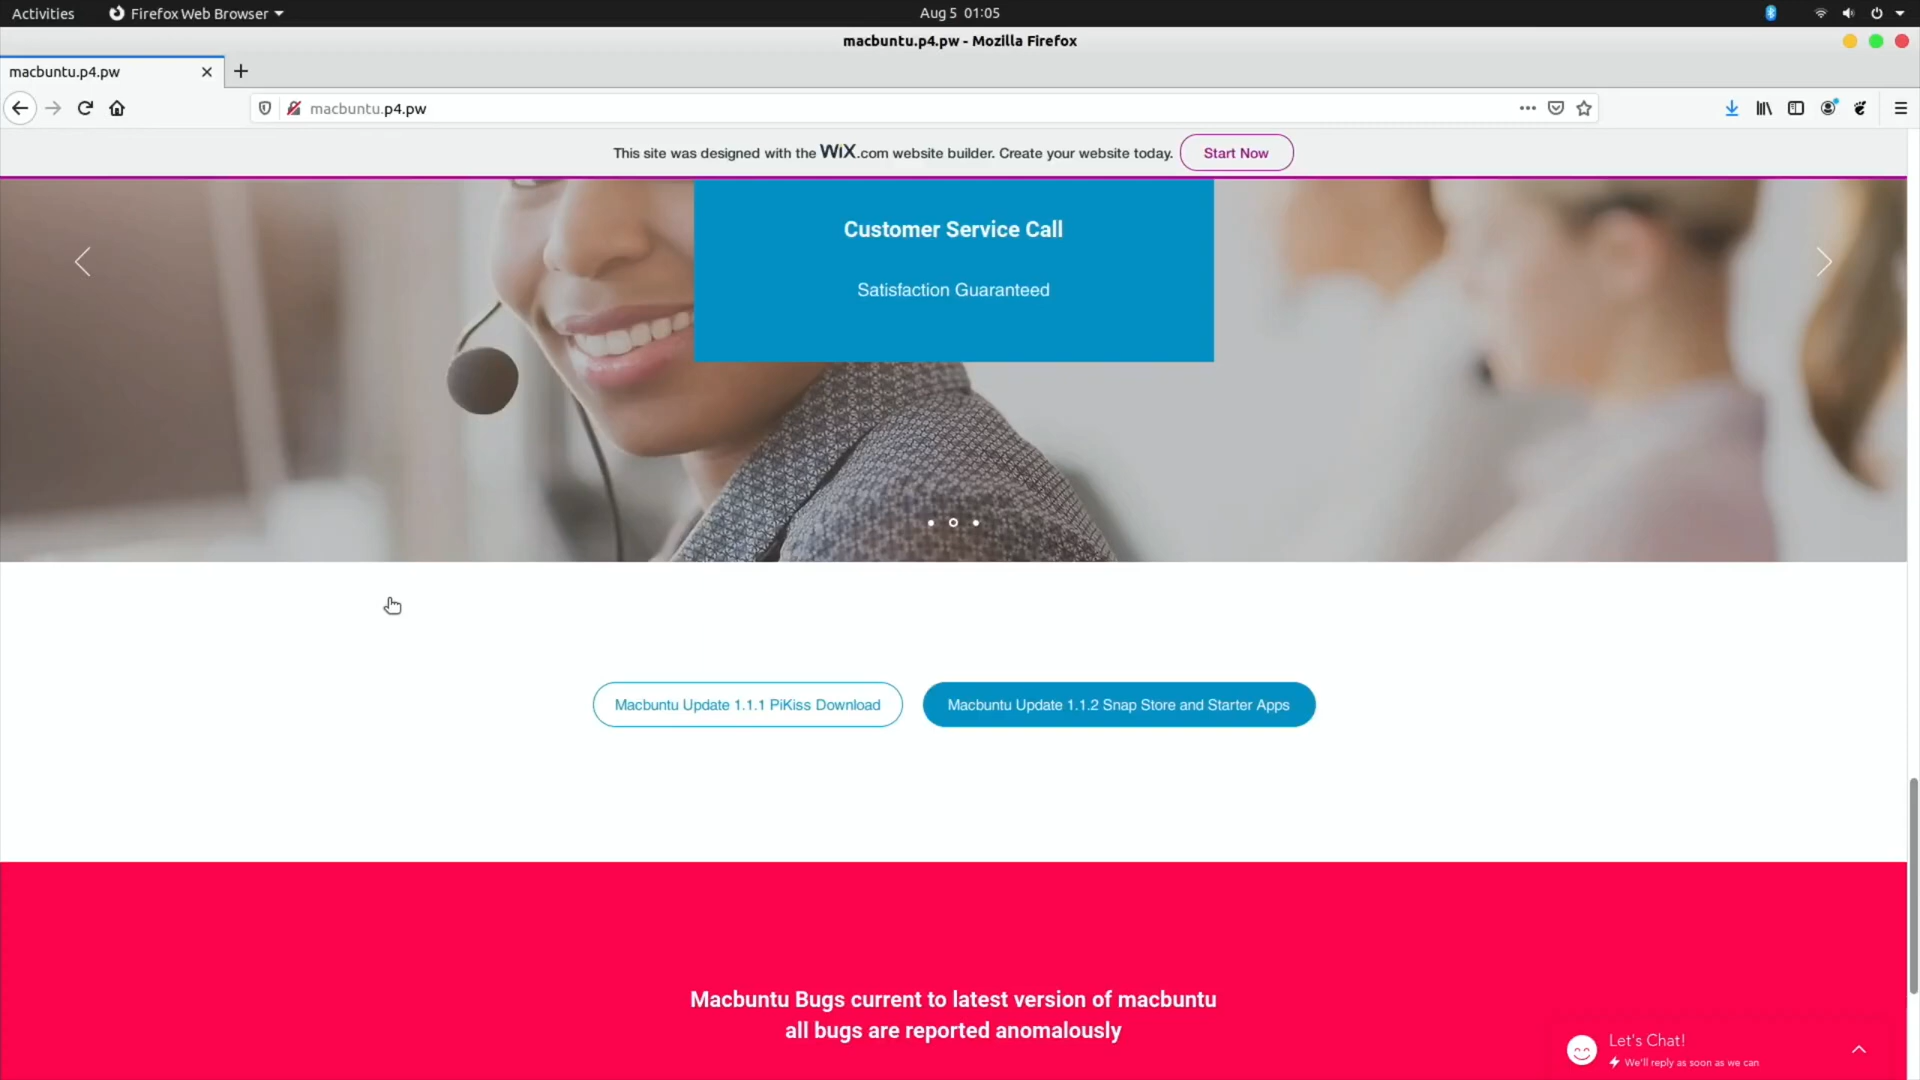 Activities
Firefox Web Browser
Aug 5 01:05
macbuntu.p4.pw - Mozilla Firefox
macbuntu.p4.pw
macbuntu.p4.pw
This site was designed with the WiX.com website builder. Create your website today.
Start Now
Customer Service Call
Satisfaction Guaranteed
Macbuntu Update 1.1.1 PiKiss Download
Macbuntu Update 1.1.2 Snap Store and Starter Apps
Macbuntu Bugs current to latest version of macbuntu
all bugs are reported anomalously
Let's Chat!
We'll reply as soon as we can